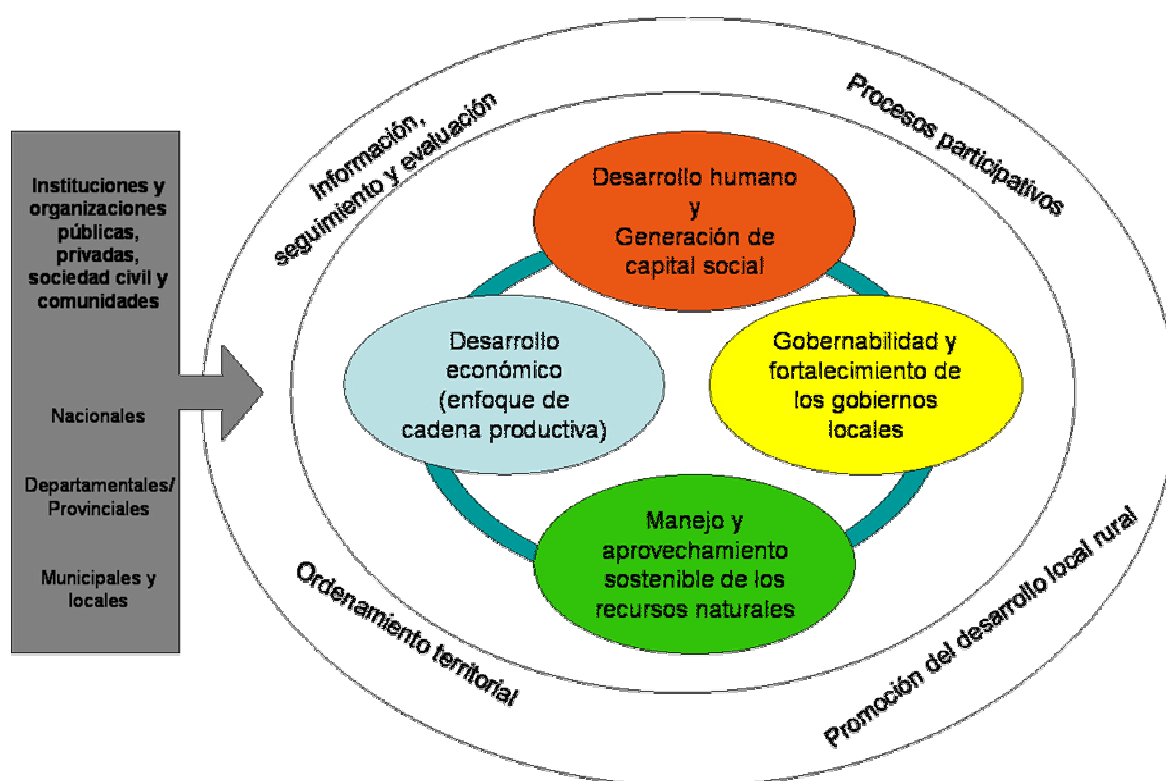 Instituciones y
organizaciones
públicas,
privadas,
sociedad civil y
comunidades
Nacionales
Departamentales/
Provinciales
Municipales y
locales
Información,
seguimiento y evaluación
Procesos participativos
Desarrollo humano
y
Generación de
capital social
Desarrollo
económico
(enfoque de
cadena productiva)
Gobernabilidad y
fortalecimiento de
los gobiernos
locales
Manejo y
aprovechamiento
sostenible de los
recursos naturales
Ordenamiento territorial
Promoción del desarrollo local rural